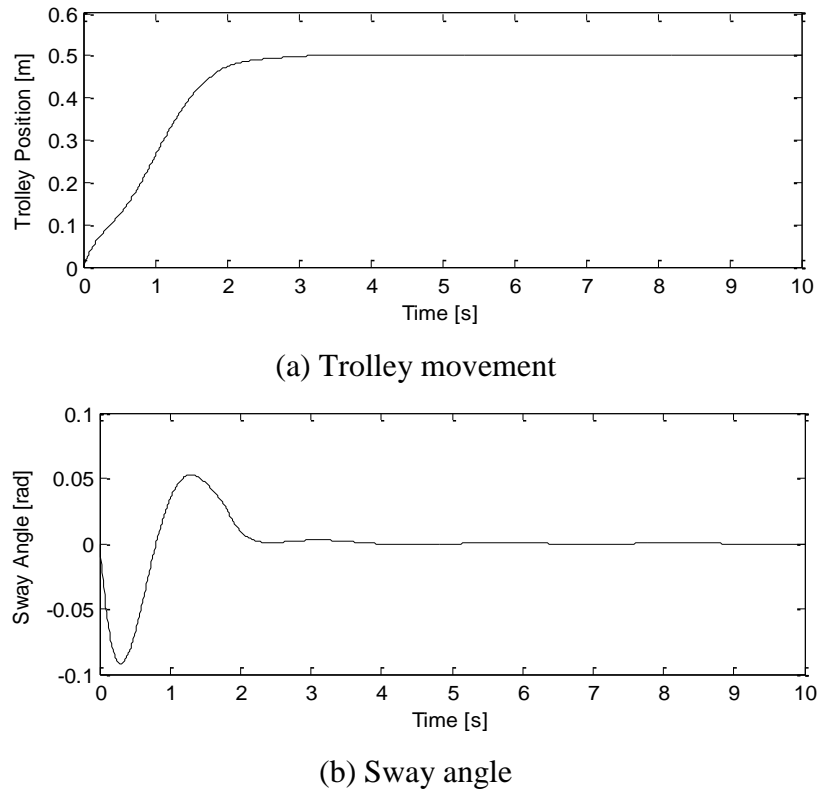 0.6
0.5
0.4
0.3
0.2
0.1
0
Trolley Position [m]
0 1 2 3 4 5 6 7 8 9 10
Time [s]
(a) Trolley movement
0.1
0.05
0
-0.05
-0.1
Sway Angle [rad]
0 1 2 3 4 5 6 7 8 9 10
Time [s]
(b) Sway angle